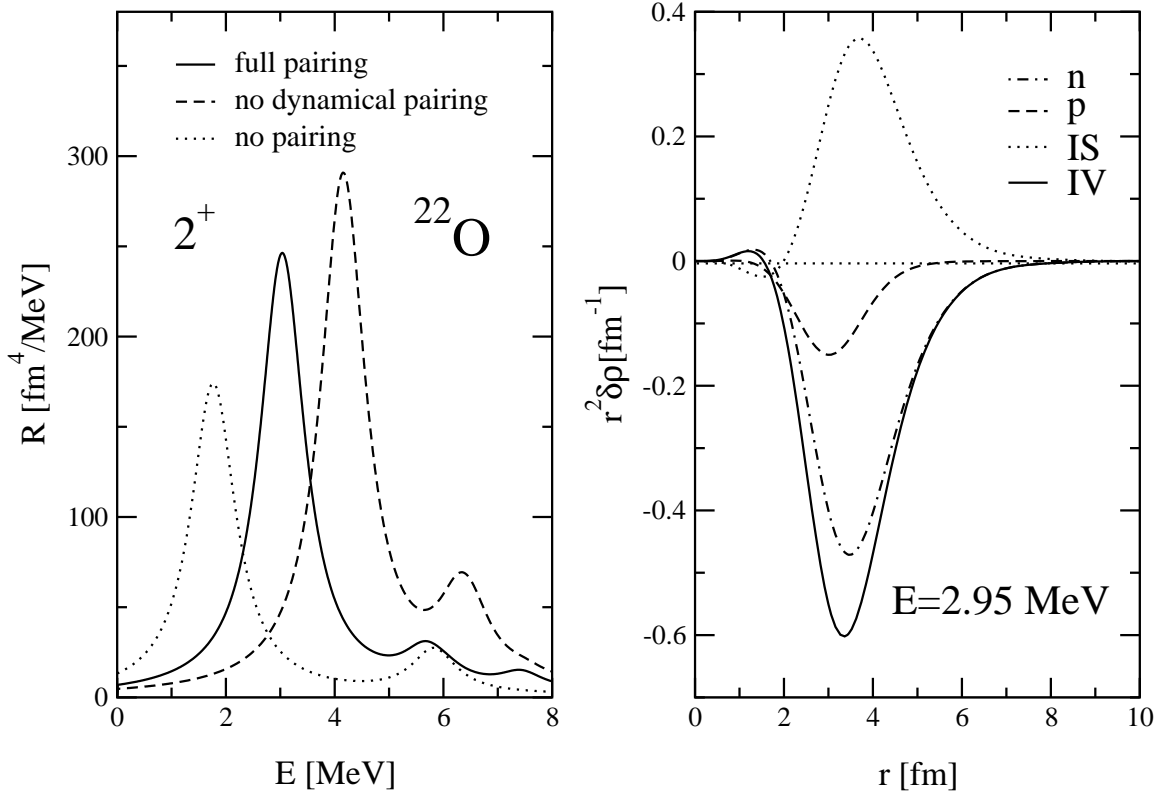 full pairing
no dynamical pairing
no pairing
2+
22O
R [fm4/MeV]
300
200
100
0
0 2 4 6 8
E [MeV]
n
p
IS
IV
E=2.95 MeV
r2δρ[fm-1]
0.4
0.2
0
-0.2
-0.4
-0.6
0 2 4 6 8 10
r [fm]